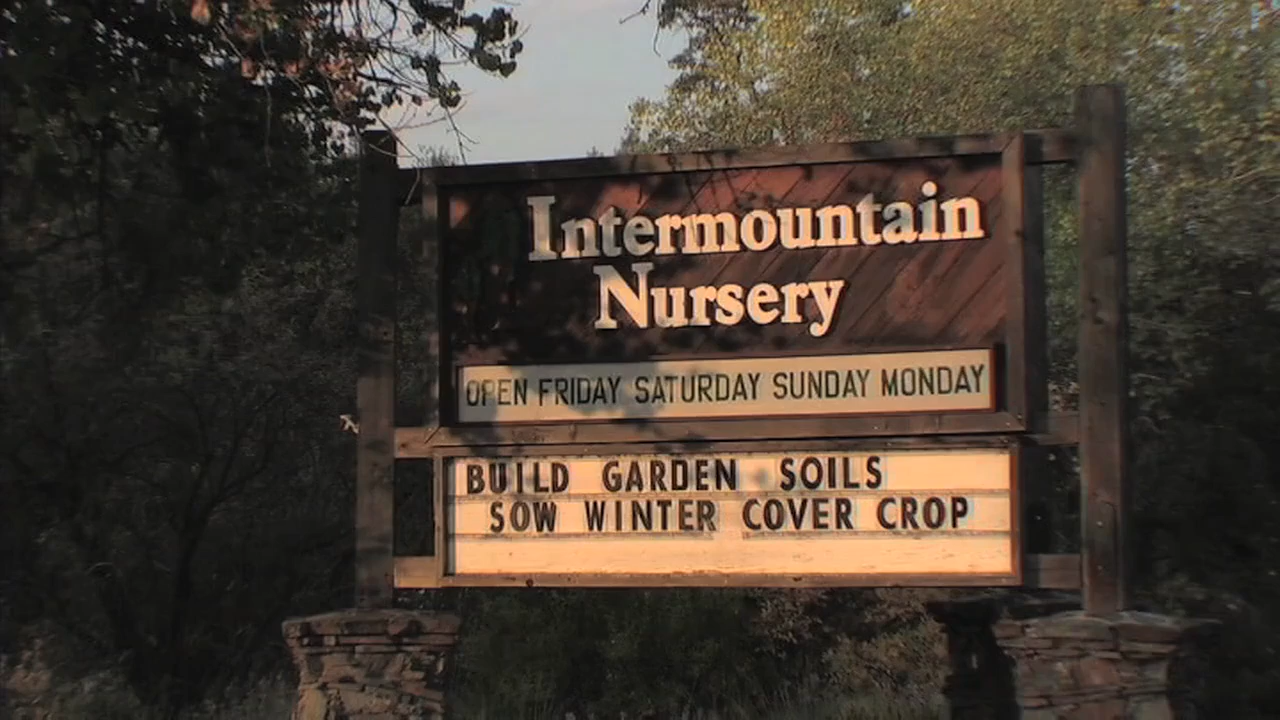 Intermountain
Nursery
OPEN FRIDAY SATURDAY SUNDAY MONDAY
BUILD GARDEN SOILS
SOW WINTER COVER CROP